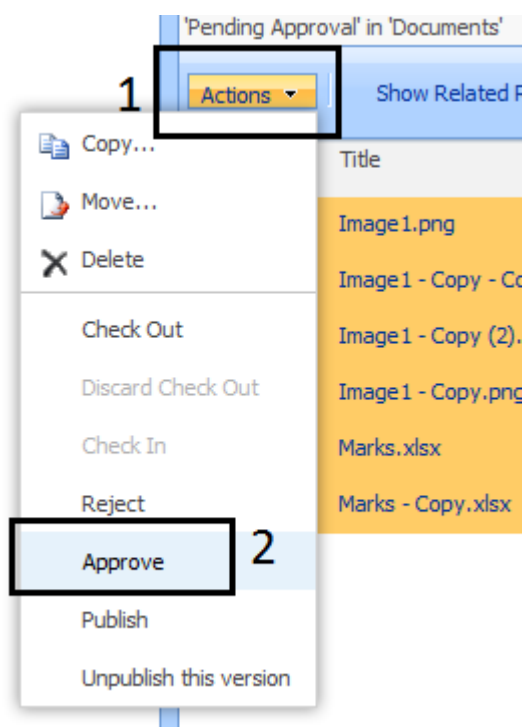 'Pending Approval' in 'Documents'
1
Actions
Show Related
Copy...
Title
Move...
Image1.png
Delete
Image1 - Copy -
Check Out
Image1 - Copy (2).
Discard Check Out
Image1 - Copy.png
Check In
Marks.xlsx
Reject
Marks - Copy.xlsx
Approve
2
Publish
Unpublish this version